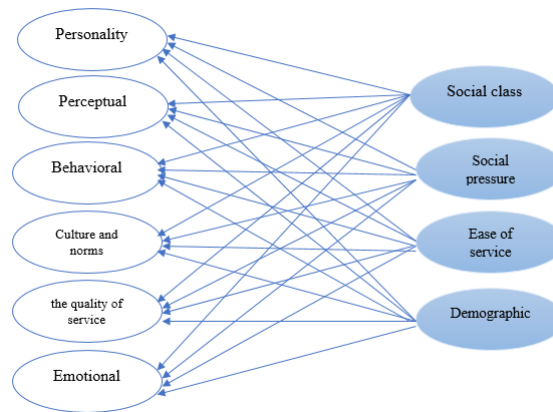 Personality
Perceptual
Behavioral
Culture and
norms
the quality of
service
Emotional
Social class
Social
pressure
Ease of
service
Demographic